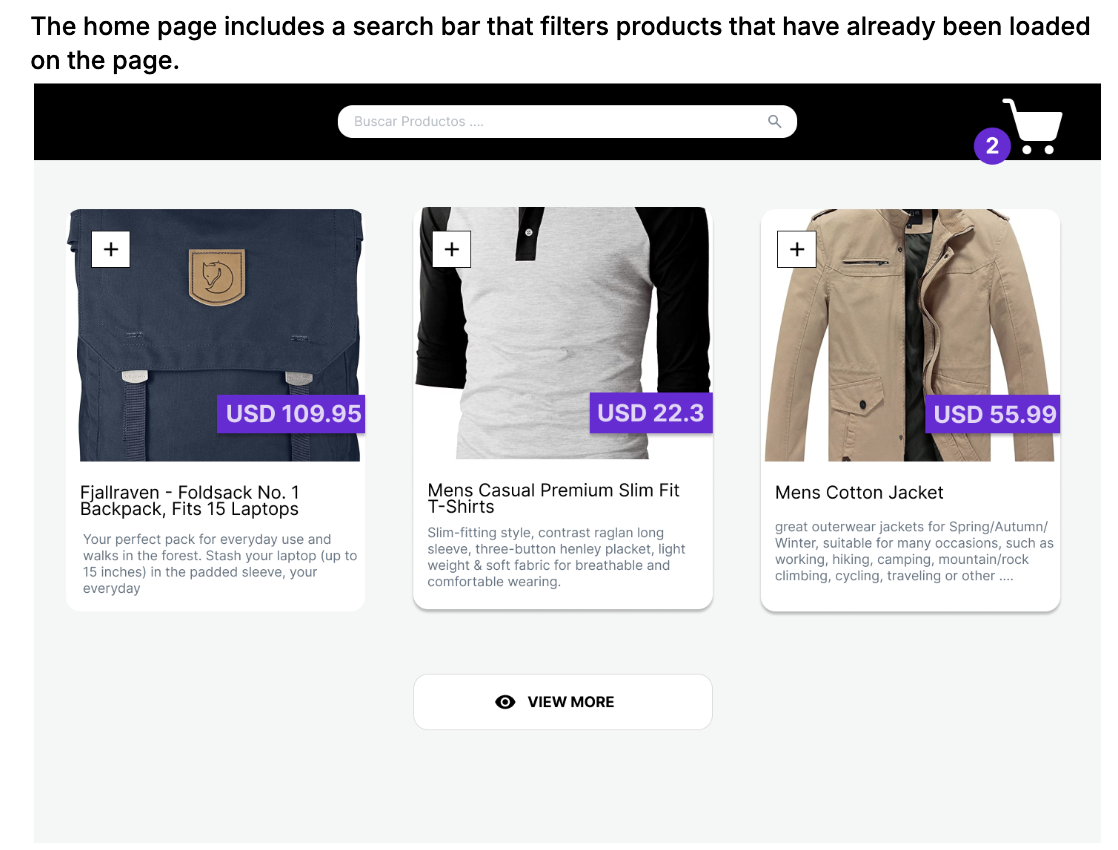 The home page includes a search bar that filters products that have already been loaded
on the page.
Buscar Productos ....
2
+
+
+
USD 109.95
USD 22.3
USD 55.99
Fjallraven - Foldsack No. 1
Backpack, Fits 15 Laptops
Your perfect pack for everyday use and
walks in the forest. Stash your laptop (up to
15 inches) in the padded sleeve, your
everyday
Mens Casual Premium Slim Fit
T-Shirts
Slim-fitting style, contrast raglan long
sleeve, three-button henley placket, light
weight & soft fabric for breathable and
comfortable wearing.
Mens Cotton Jacket
great outerwear jackets for Spring/Autumn/
Winter, suitable for many occasions, such as
working, hiking, camping, mountain/rock
climbing, cycling, traveling or other ....
VIEW MORE